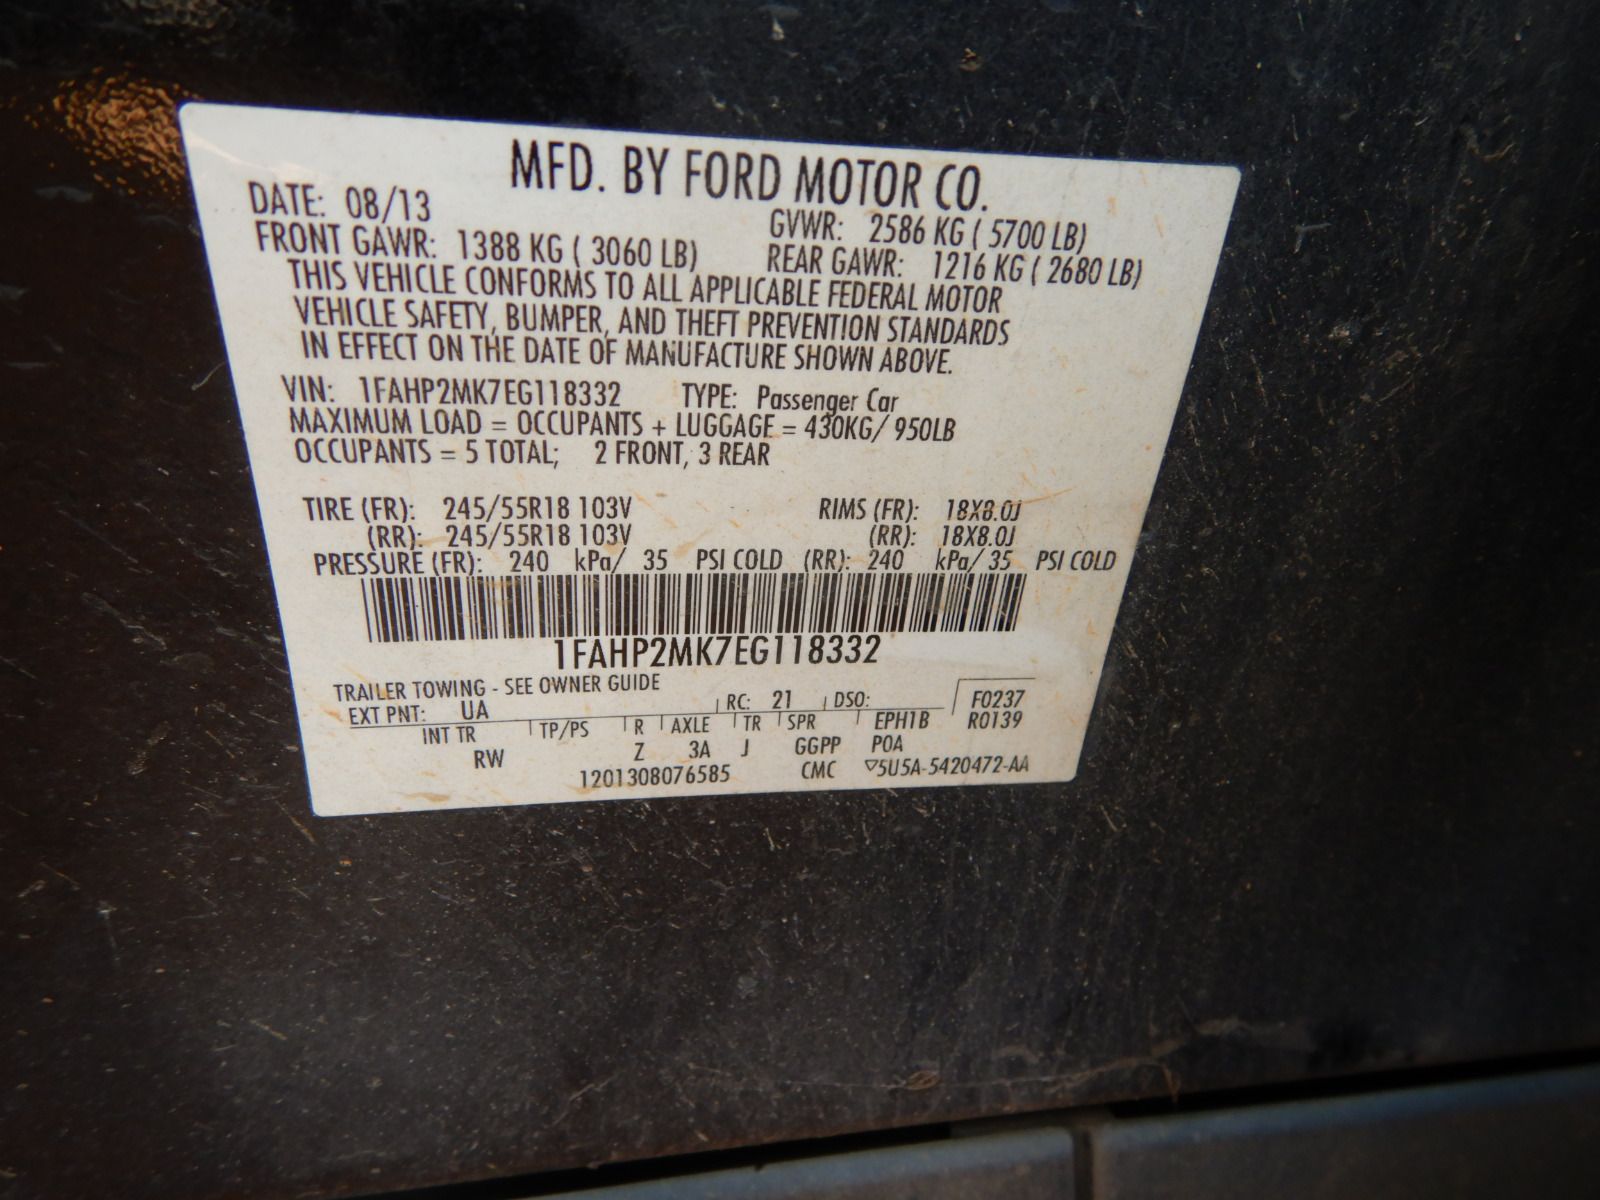 MFD. BY FORD MOTOR CO.
DATE: 08/13 GVWR: 2586 KG ( 5700 LB)
FRONT GAWR: 1388 KG ( 3060 LB) REAR GAWR: 1216 KG ( 2680 LB)
THIS VEHICLE CONFORMS TO ALL APPLICABLE FEDERAL MOTOR
VEHICLE SAFETY, BUMPER, AND THEFT PREVENTION STANDARDS
IN EFFECT ON THE DATE OF MANUFACTURE SHOWN ABOVE.
VIN: 1FAHP2MK7EG118332 TYPE: Passenger Car
MAXIMUM LOAD = OCCUPANTS + LUGGAGE = 430KG/ 950LB
OCCUPANTS = 5 TOTAL; 2 FRONT, 3 REAR
TIRE (FR): 245/55R18 103V RIMS (FR): 18X8.0J
(RR): 245/55R18 103V (RR): 18X8.0J
PRESSURE (FR): 240 kPa/ 35 PSI COLD (RR): 240 kPa/ 35 PSI COLD
1FAHP2MK7EG118332
TRAILER TOWING - SEE OWNER GUIDE
EXT PNT: UA RC: 21 DSO: F0237
INT TR TP/PS R AXLE TR SPR EPH1B R0139
RW Z 3A J GGPP POA
1201308076585 CMC ▽5U5A-5420472-AA